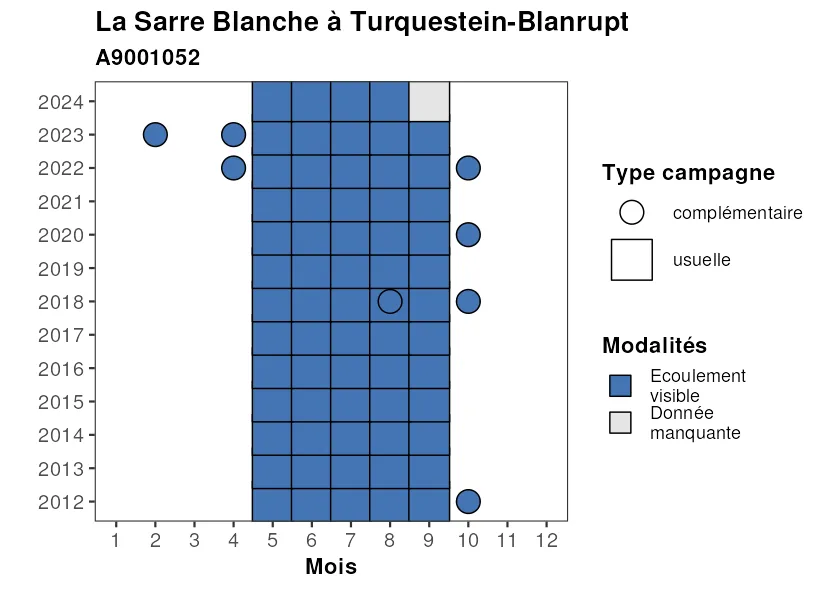 La Sarre Blanche à Turquestein-Blanrupt
A9001052
2024
2023
2022
2021
2020
2019
2018
2017
2016
2015
2014
2013
2012
1 2 3 4 5 6 7 8 9 10 11 12
Mois
Type campagne
complémentaire
usuelle
Modalités
Ecoulement
visible
Donnée
manquante